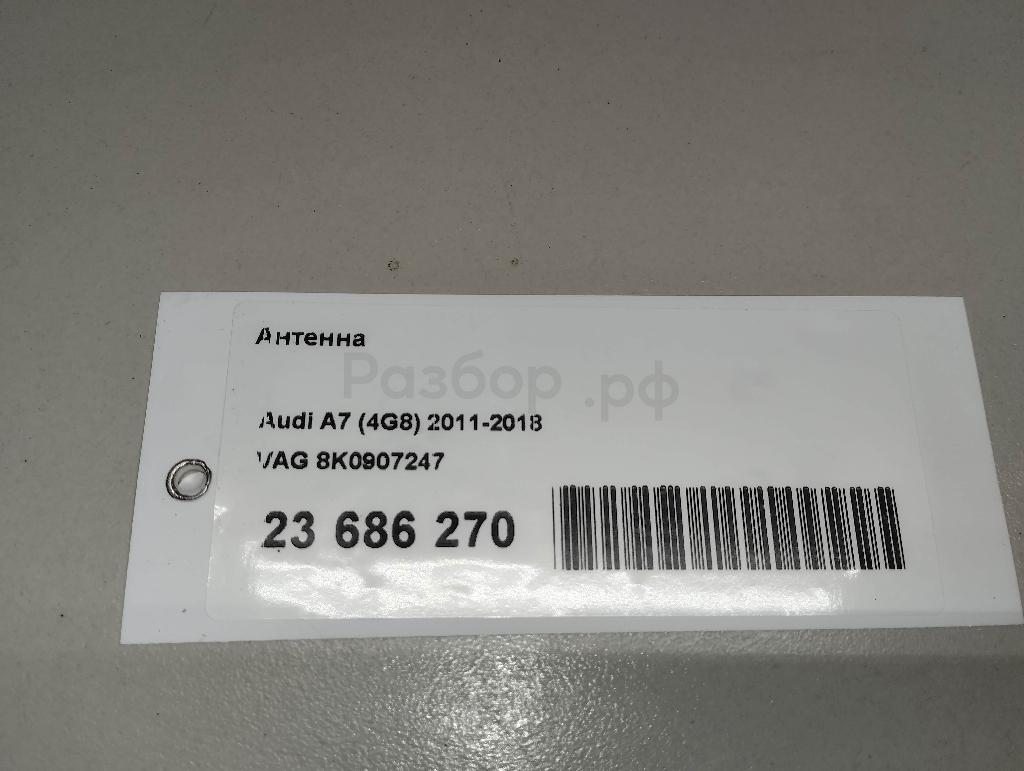 Антенна
Разбор.рф
Audi A7 (4G8) 2011-2018
VAG 8K0907247
23 686 270